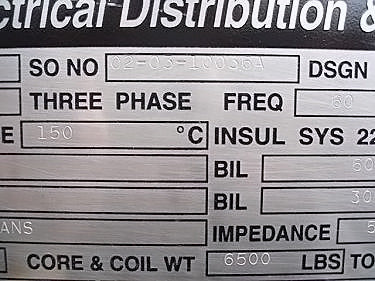 ctrical Distribution &
SO NO 02-03-10036A DSGN
THREE PHASE FREQ 60
E 150 °C INSUL SYS 22
BIL 60
BIL 30
ANS IMPEDANCE 5
CORE & COIL WT 6500 LBS TO